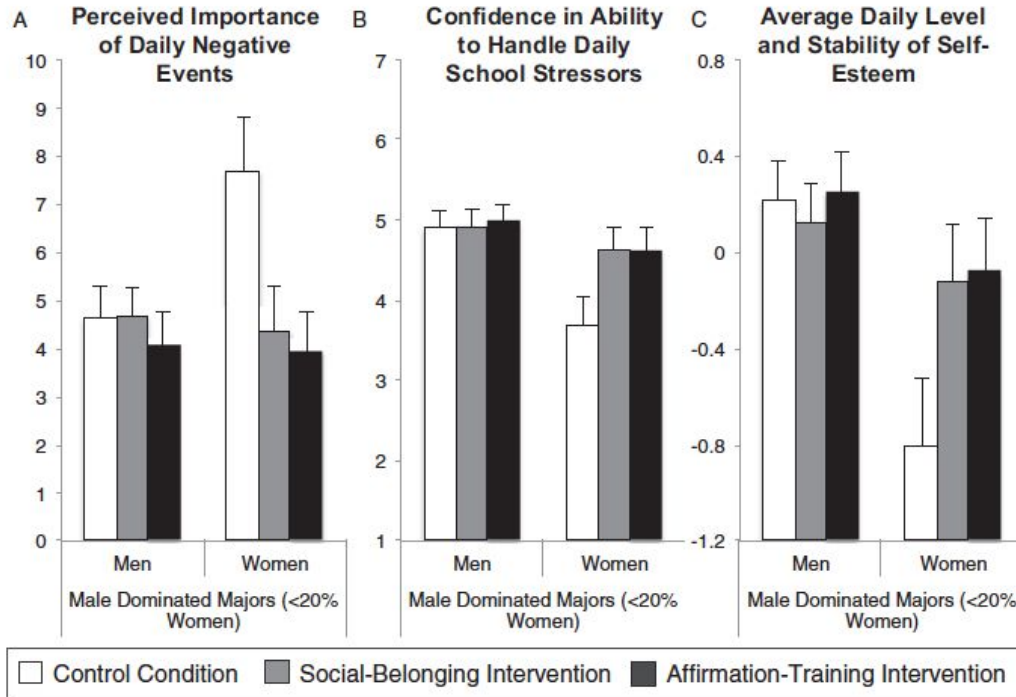 A
Perceived Importance
of Daily Negative
Events
10
9
8
7
6
5
4
3
2
1
0
Men Women
Male Dominated Majors (<20%
Women)
B
Confidence in Ability
to Handle Daily
School Stressors
7
6
5
4
3
2
1
Men Women
Male Dominated Majors (<20%
Women)
C
Average Daily Level
and Stability of Self-
Esteem
0.8
0.4
0
-0.4
-0.8
-1.2
Men Women
Male Dominated Majors (<20%
Women)
Control Condition Social-Belonging Intervention Affirmation-Training Intervention